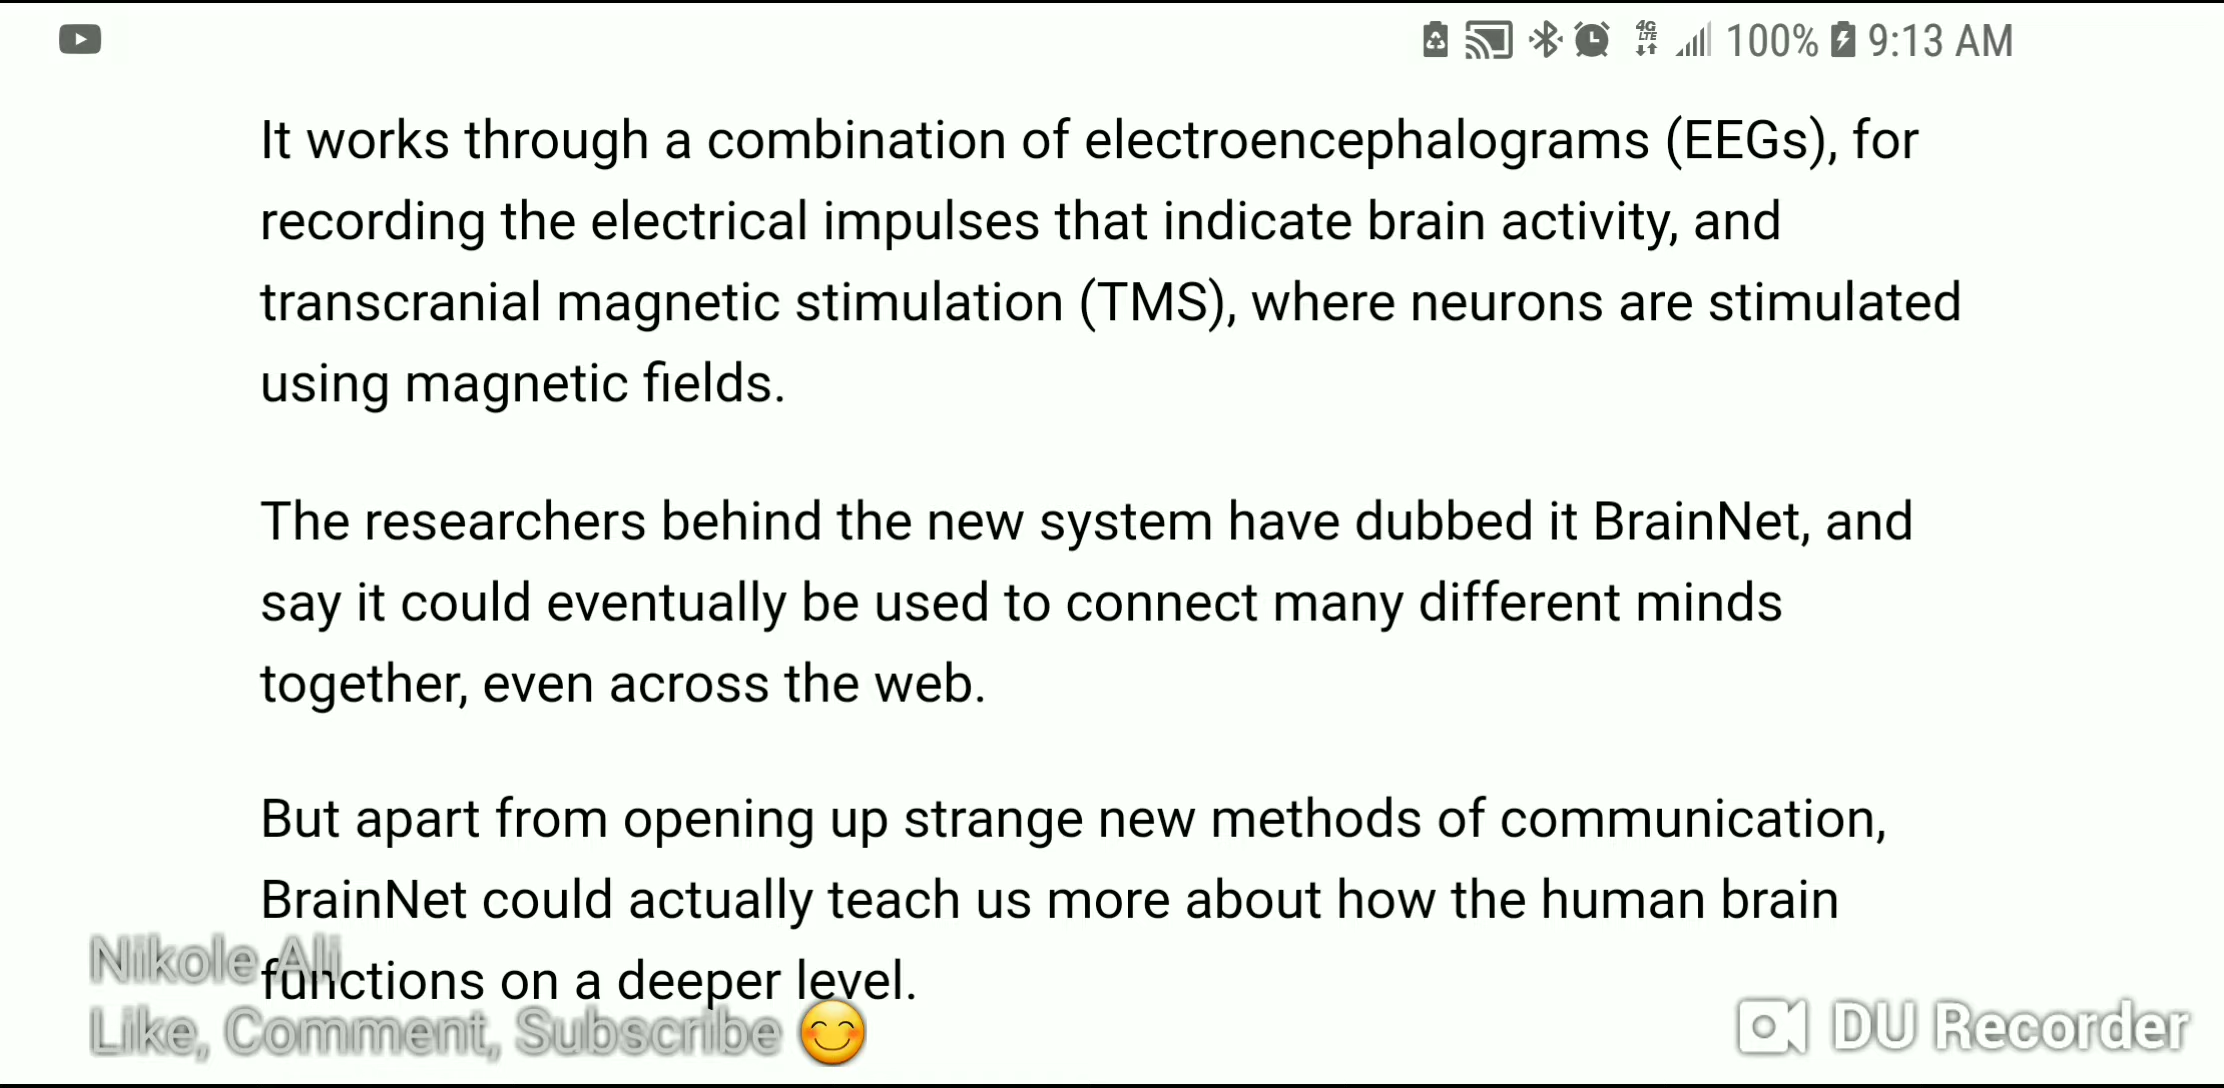 4G LTE 100% 9:13 AM
It works through a combination of electroencephalograms (EEGs), for
recording the electrical impulses that indicate brain activity, and
transcranial magnetic stimulation (TMS), where neurons are stimulated
using magnetic fields.
The researchers behind the new system have dubbed it BrainNet, and
say it could eventually be used to connect many different minds
together, even across the web.
But apart from opening up strange new methods of communication,
BrainNet could actually teach us more about how the human brain
functions on a deeper level.
Nikole Ali
Like, Comment, Subscribe 😊
DU Recorder